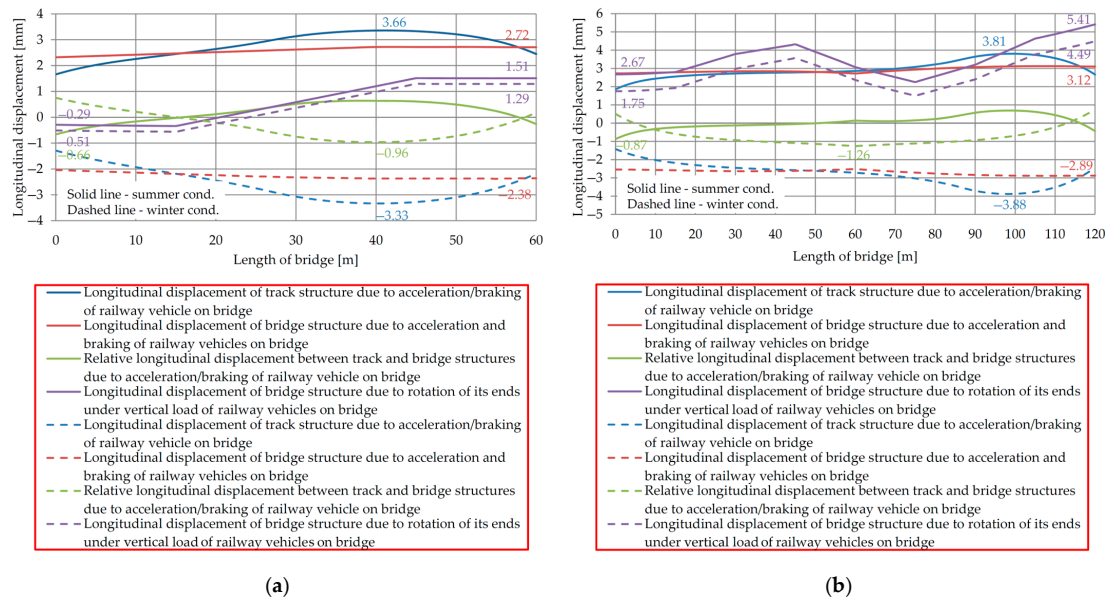 Longitudinal displacement [mm]
4
3
2
1
0
−1
−2
−3
−4
3.66
2.72
1.51
1.29
−0.29
−0.51
−0.66
−0.96
−2.38
−3.33
Solid line - summer cond.
Dashed line - winter cond.
0 10 20 30 40 50 60
Length of bridge [m]
Longitudinal displacement of track structure due to acceleration/braking
of railway vehicle on bridge
Longitudinal displacement of bridge structure due to acceleration and
braking of railway vehicles on bridge
Relative longitudinal displacement between track and bridge structures
due to acceleration/braking of railway vehicle on bridge
Longitudinal displacement of bridge structure due to rotation of its ends
under vertical load of railway vehicles on bridge
Longitudinal displacement of track structure due to acceleration/braking
of railway vehicle on bridge
Longitudinal displacement of bridge structure due to acceleration and
braking of railway vehicles on bridge
Relative longitudinal displacement between track and bridge structures
due to acceleration/braking of railway vehicle on bridge
Longitudinal displacement of bridge structure due to rotation of its ends
under vertical load of railway vehicles on bridge
(a)
Longitudinal displacement [mm]
6
5
4
3
2
1
0
−1
−2
−3
−4
−5
5.41
3.81
2.67
4.49
3.12
1.75
−0.87
−1.26
−2.89
−3.88
Solid line - summer cond.
Dashed line - winter cond.
0 10 20 30 40 50 60 70 80 90 100 110 120
Length of bridge [m]
Longitudinal displacement of track structure due to acceleration/braking
of railway vehicle on bridge
Longitudinal displacement of bridge structure due to acceleration and
braking of railway vehicles on bridge
Relative longitudinal displacement between track and bridge structures
due to acceleration/braking of railway vehicle on bridge
Longitudinal displacement of bridge structure due to rotation of its ends
under vertical load of railway vehicles on bridge
Longitudinal displacement of track structure due to acceleration/braking
of railway vehicle on bridge
Longitudinal displacement of bridge structure due to acceleration and
braking of railway vehicles on bridge
Relative longitudinal displacement between track and bridge structures
due to acceleration/braking of railway vehicle on bridge
Longitudinal displacement of bridge structure due to rotation of its ends
under vertical load of railway vehicles on bridge
(b)